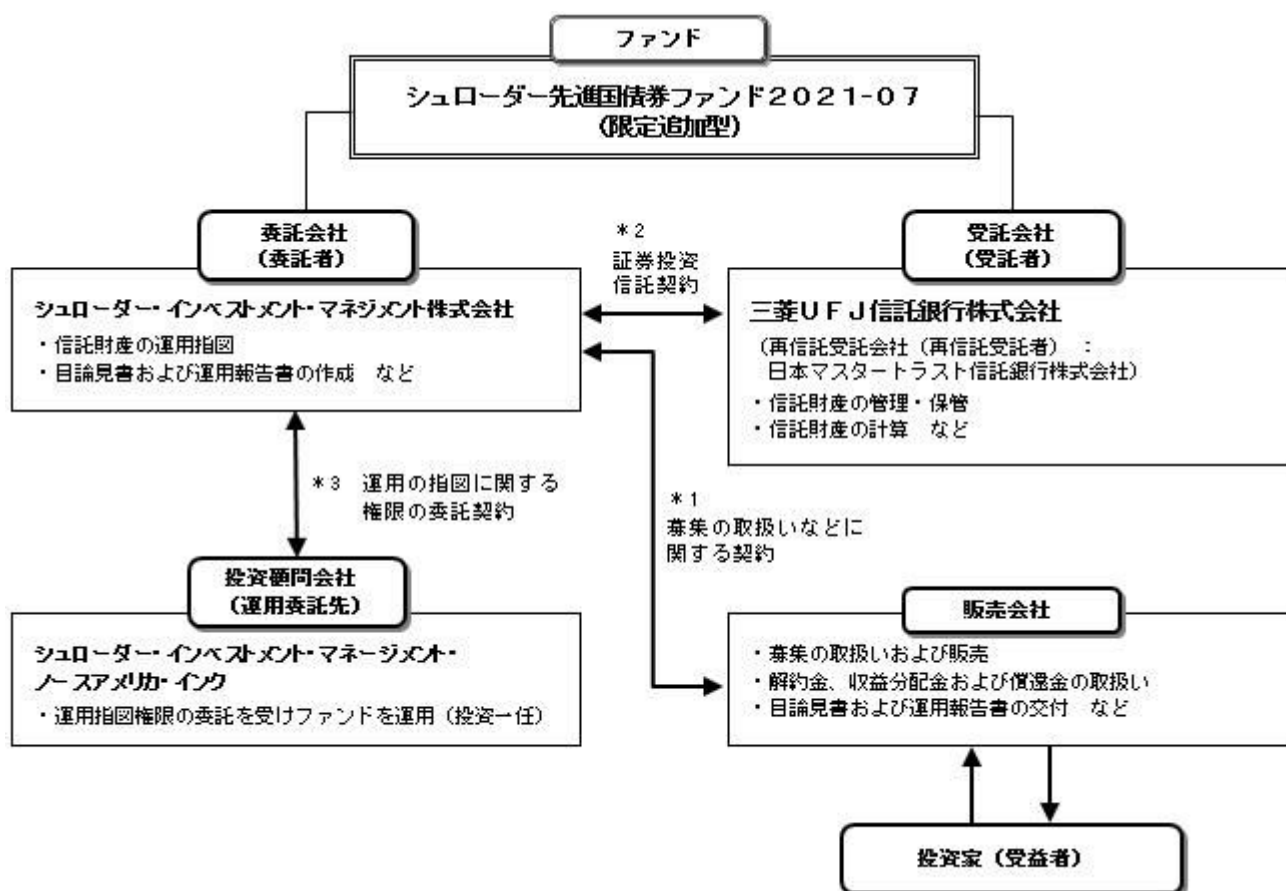 ファンド
シュローダー先進国債券ファンド2021-07
(限定追加型)
委託会社
(委託者)
シュローダー・インベストメント・マネジメント株式会社
・信託財産の運用指図
・目論見書および運用報告書の作成 など
*2
証券投資
信託契約
受託会社
(受託者)
三菱UFJ信託銀行株式会社
(再信託受託会社(再信託受託者) :
日本マスタートラスト信託銀行株式会社)
・信託財産の管理・保管
・信託財産の計算 など
*3 運用の指図に関する
権限の委託契約
*1
募集の取扱いなどに
関する契約
投資顧問会社
(運用委託先)
シュローダー・インベストメント・マネージメント・
ノースアメリカ・インク
・運用指図権限の委託を受けファンドを運用(投資一任)
販売会社
・募集の取扱いおよび販売
・解約金、収益分配金および償還金の取扱い
・目論見書および運用報告書の交付 など
投資家(受益者)